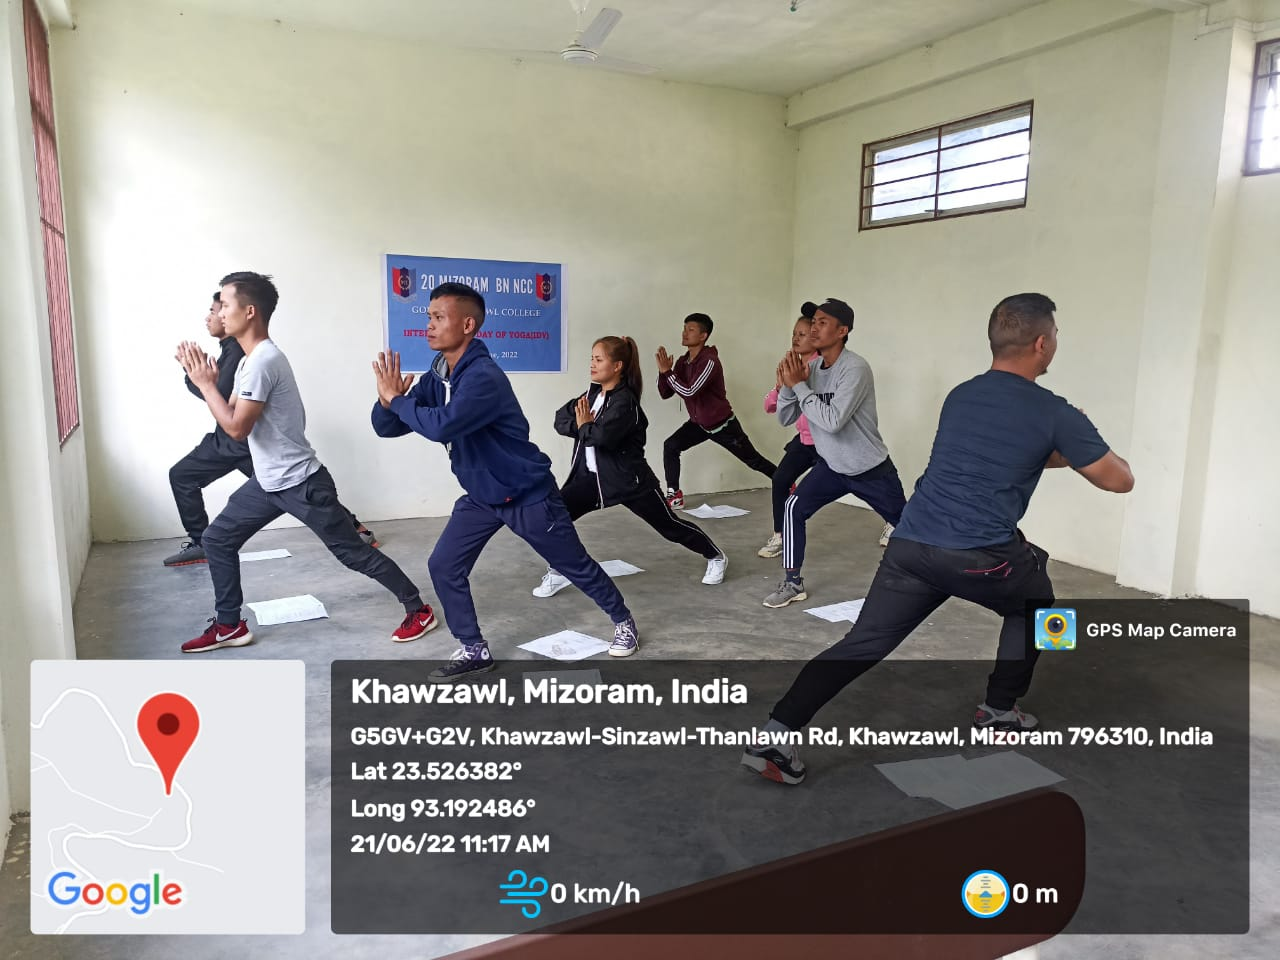 20 MIZORAM BN NCC
WL COLLEGE
DAY OF YOGA(IDY)
2022
GPS Map Camera
Khawzawl, Mizoram, India
G5GV+G2V, Khawzawl-Sinzawl-Thanlawn Rd, Khawzawl, Mizoram 796310, India
Lat 23.526382°
Long 93.192486°
21/06/22 11:17 AM
0 km/h
0 m
Google